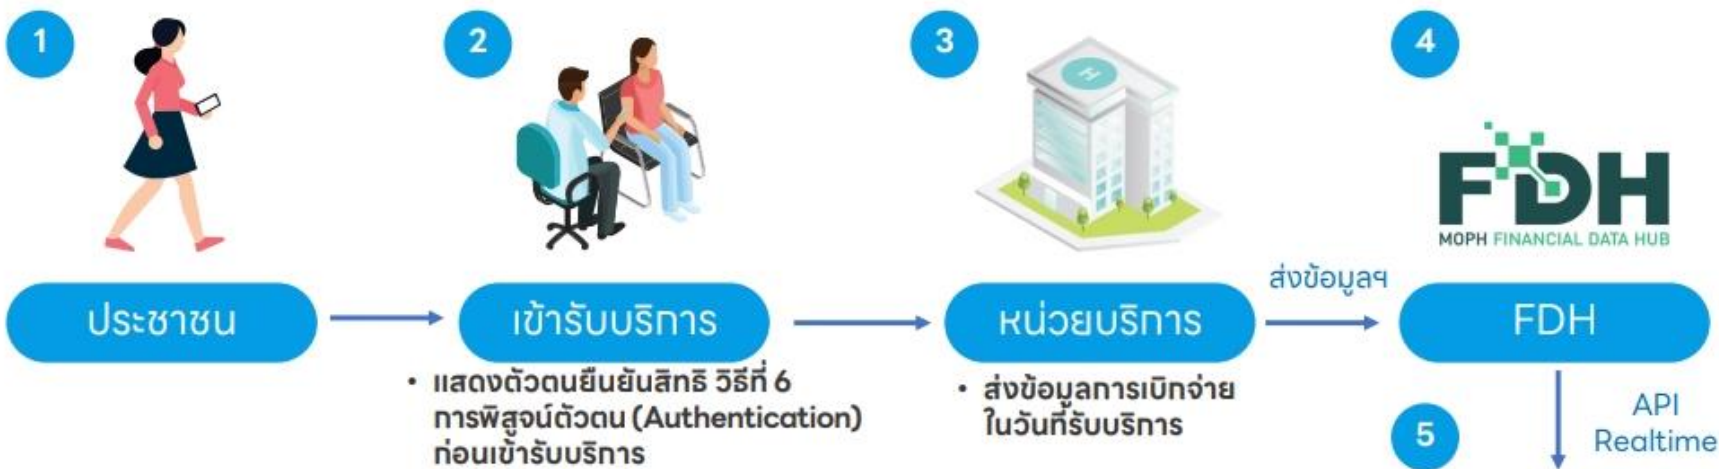 1
2
3
4
H
FDH
MOPH FINANCIAL DATA HUB
ประชาชน
เข้ารับบริการ
หน่วยบริการ
ส่งข้อมูลฯ
FDH
• แสดงตัวตนยืนยันสิทธิ วิธีที่ 6
การพิสูจน์ตัวตน (Authentication)
ก่อนเข้ารับบริการ
• ส่งข้อมูลการเบิกจ่าย
ในวันที่รับบริการ
5
API
Realtime